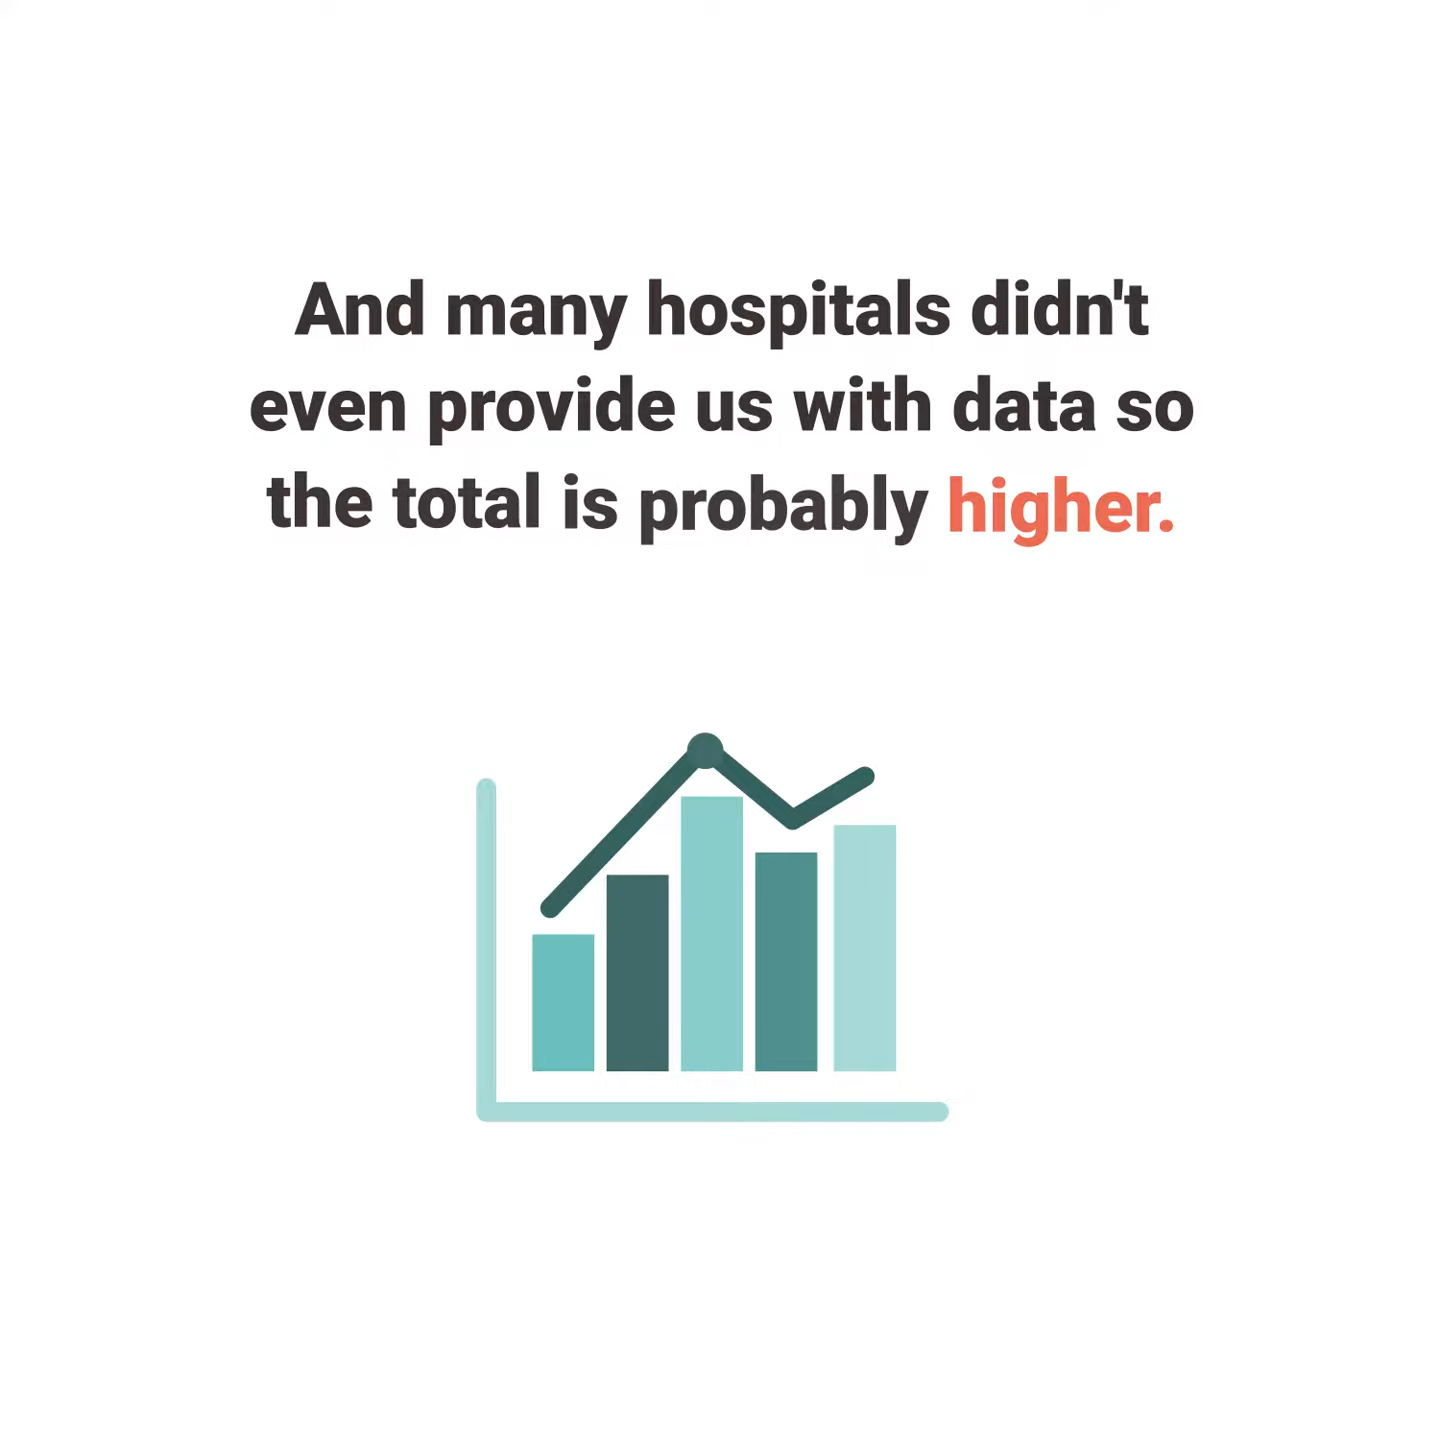 And many hospitals didn't
even provide us with data so
the total is probably higher.